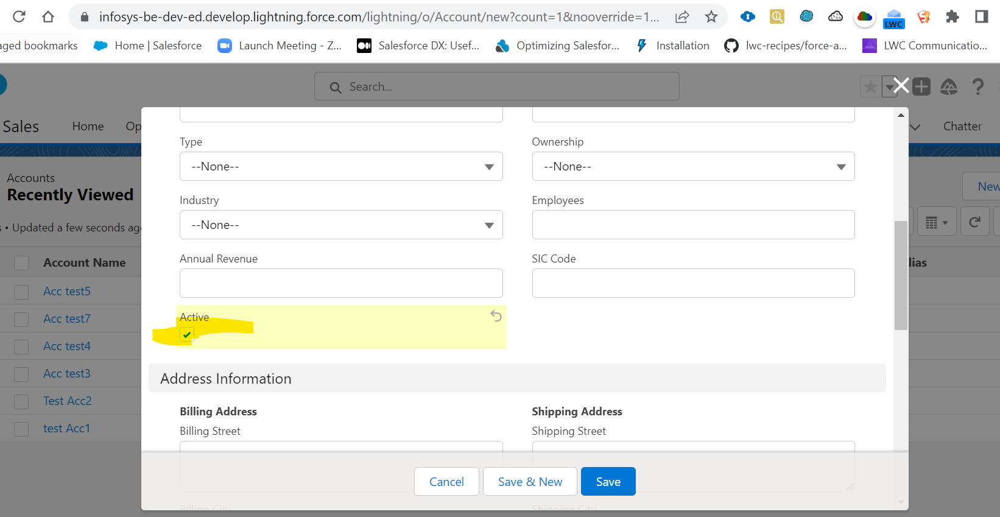 infosys-be-dev-ed.develop.lightning.force.com/lightning/o/Account/new?count=1&nooverride=1...
LWC
aged bookmarks
Home | Salesforce
Launch Meeting - Z...
Salesforce DX: Usef...
Optimizing Salesfor...
Installation
lwc-recipes/force-a...
LWC Communicatio...
Search...
Sales
Home
Op
Chatter
Type
Ownership
--None--
--None--
Accounts
Recently Viewed
New
Industry
Employees
--None--
• Updated a few seconds ag
Annual Revenue
SIC Code
Account Name
lias
Acc test5
Acc test7
Acc test4
Acc test3
Test Acc2
test Acc1
Active
Address Information
Billing Address
Shipping Address
Billing Street
Shipping Street
Cancel
Save & New
Save
Billing City
Shipping City